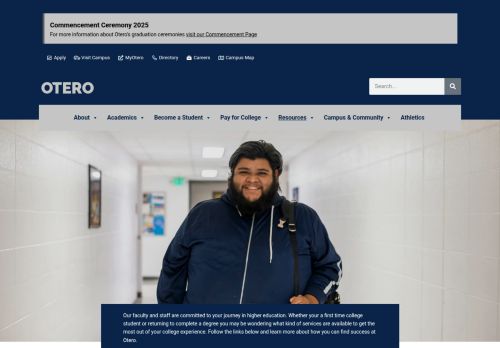 Commencement Ceremony 2025
For more information about Otero's graduation ceremonies visit our Commencement Page
Apply Visit Campus MyOtero Directory Careers Campus Map
OTERO
Search...
About Academics Become a Student Pay for College Resources Campus & Community Athletics
Our faculty and staff are committed to your journey in higher education. Whether your a first time college
student or returning to complete a degree you may be wondering what kind of services are available to get the
most out of your college experience. Follow the links below and learn more about how you can find success at
Otero.